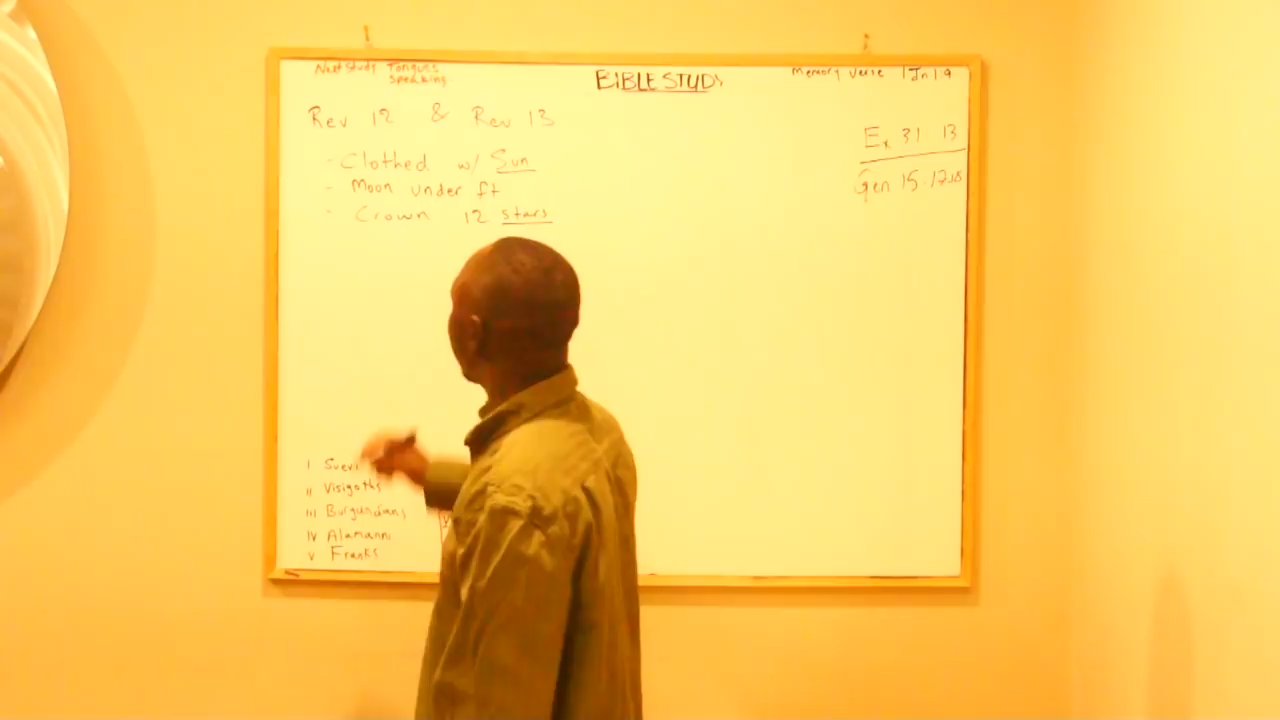 Next Study Tongues
Speaking
BIBLE STUDY
Memory Verse 1 Jn 1:9
Rev 12 & Rev 13
- Clothed w/ Sun
- Moon under ft
- Crown 12 stars
Ex 31 13
Gen 15:17,18
I Suevi
II Visigoths
III Burgundians
IV Alamanni
V Franks